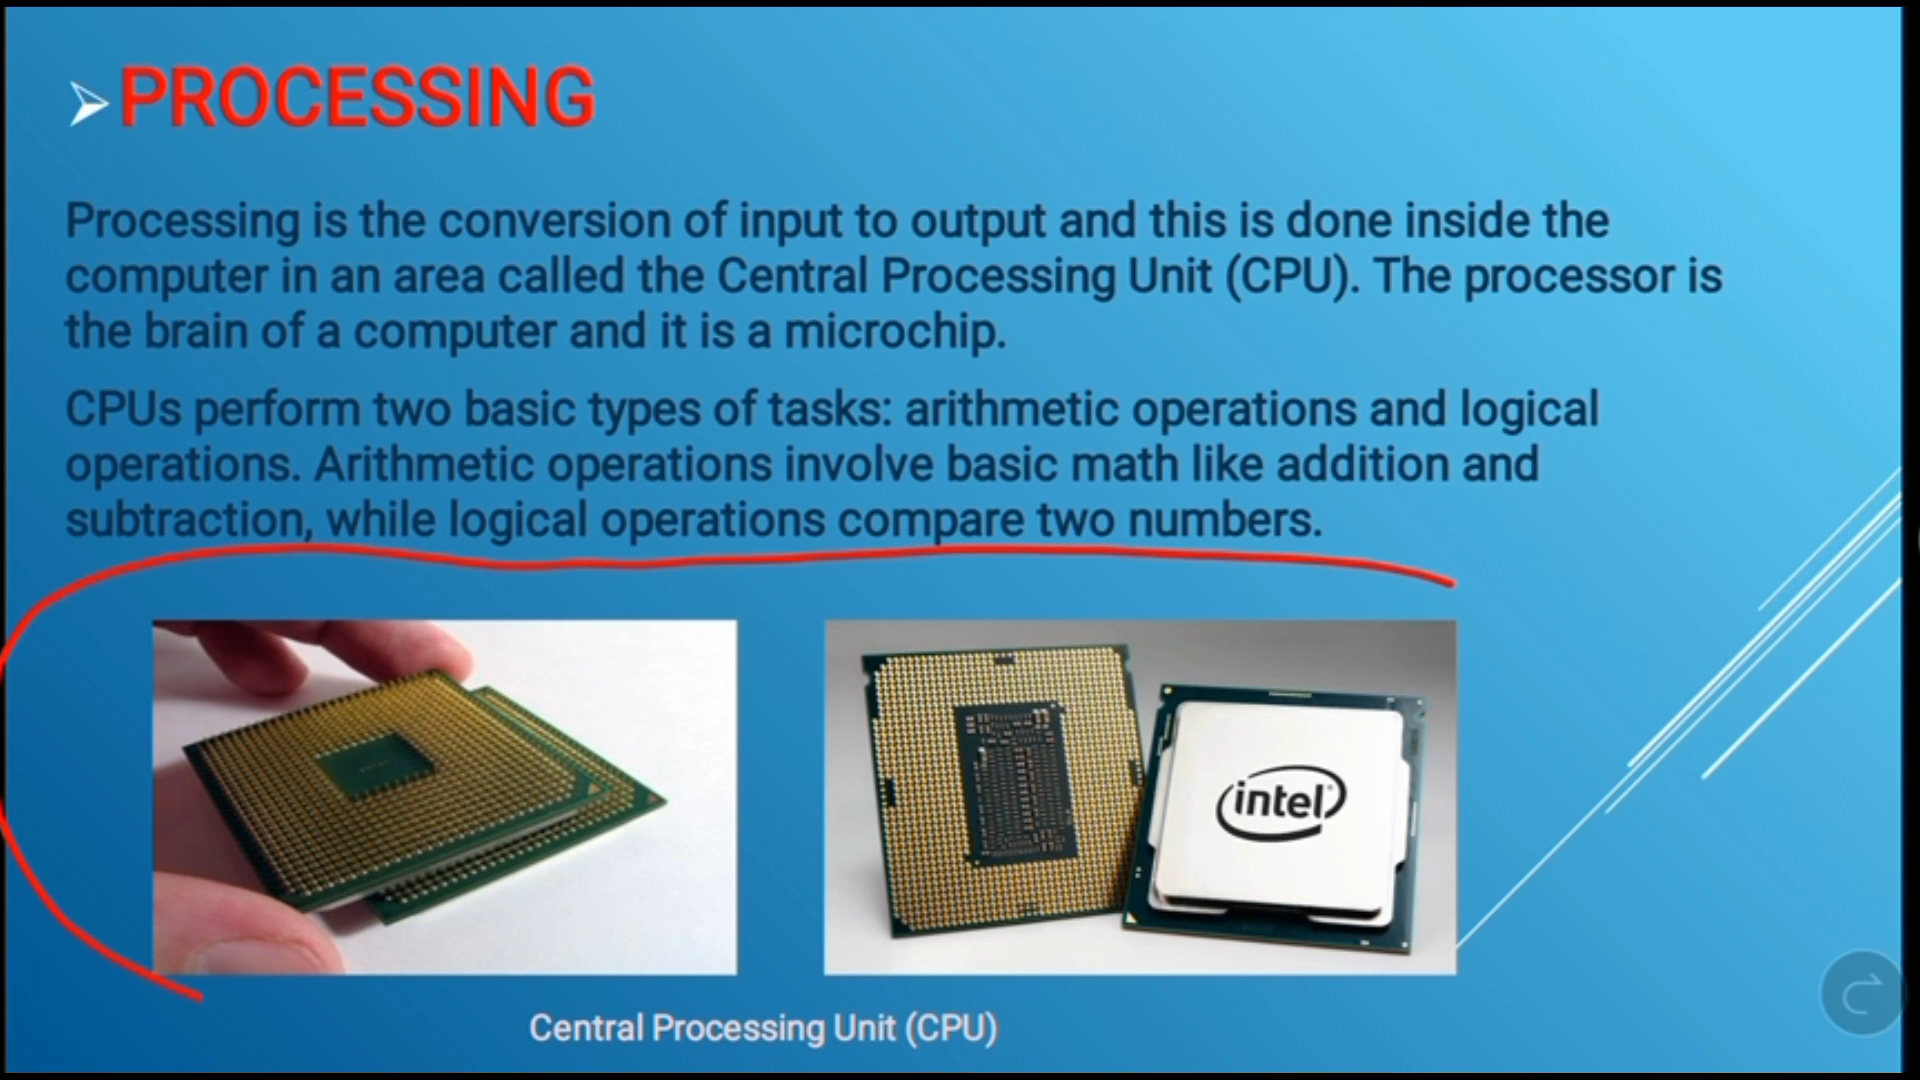 PROCESSING
Processing is the conversion of input to output and this is done inside the
computer in an area called the Central Processing Unit (CPU). The processor is
the brain of a computer and it is a microchip.
CPUs perform two basic types of tasks: arithmetic operations and logical
operations. Arithmetic operations involve basic math like addition and
subtraction, while logical operations compare two numbers.
intel
Central Processing Unit (CPU)